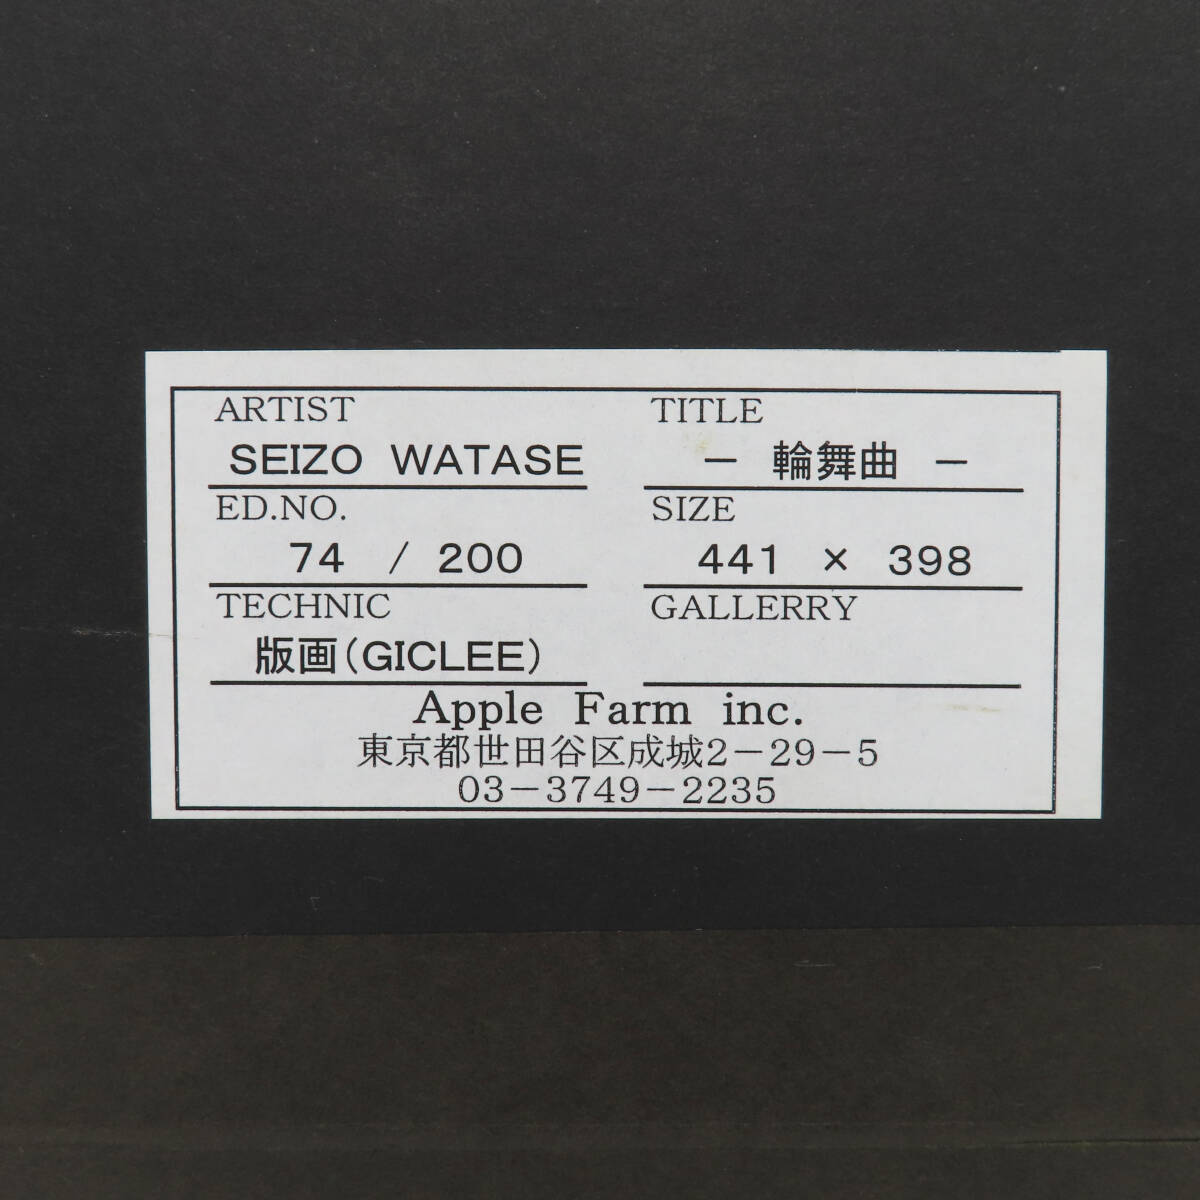 ARTIST TITLE
SEIZO WATASE － 輪舞曲 －
ED.NO. SIZE
74 / 200 441 × 398
TECHNIC GALLERRY
版画(GICLEE)
Apple Farm inc.
東京都世田谷区成城2－29－5
03－3749－2235